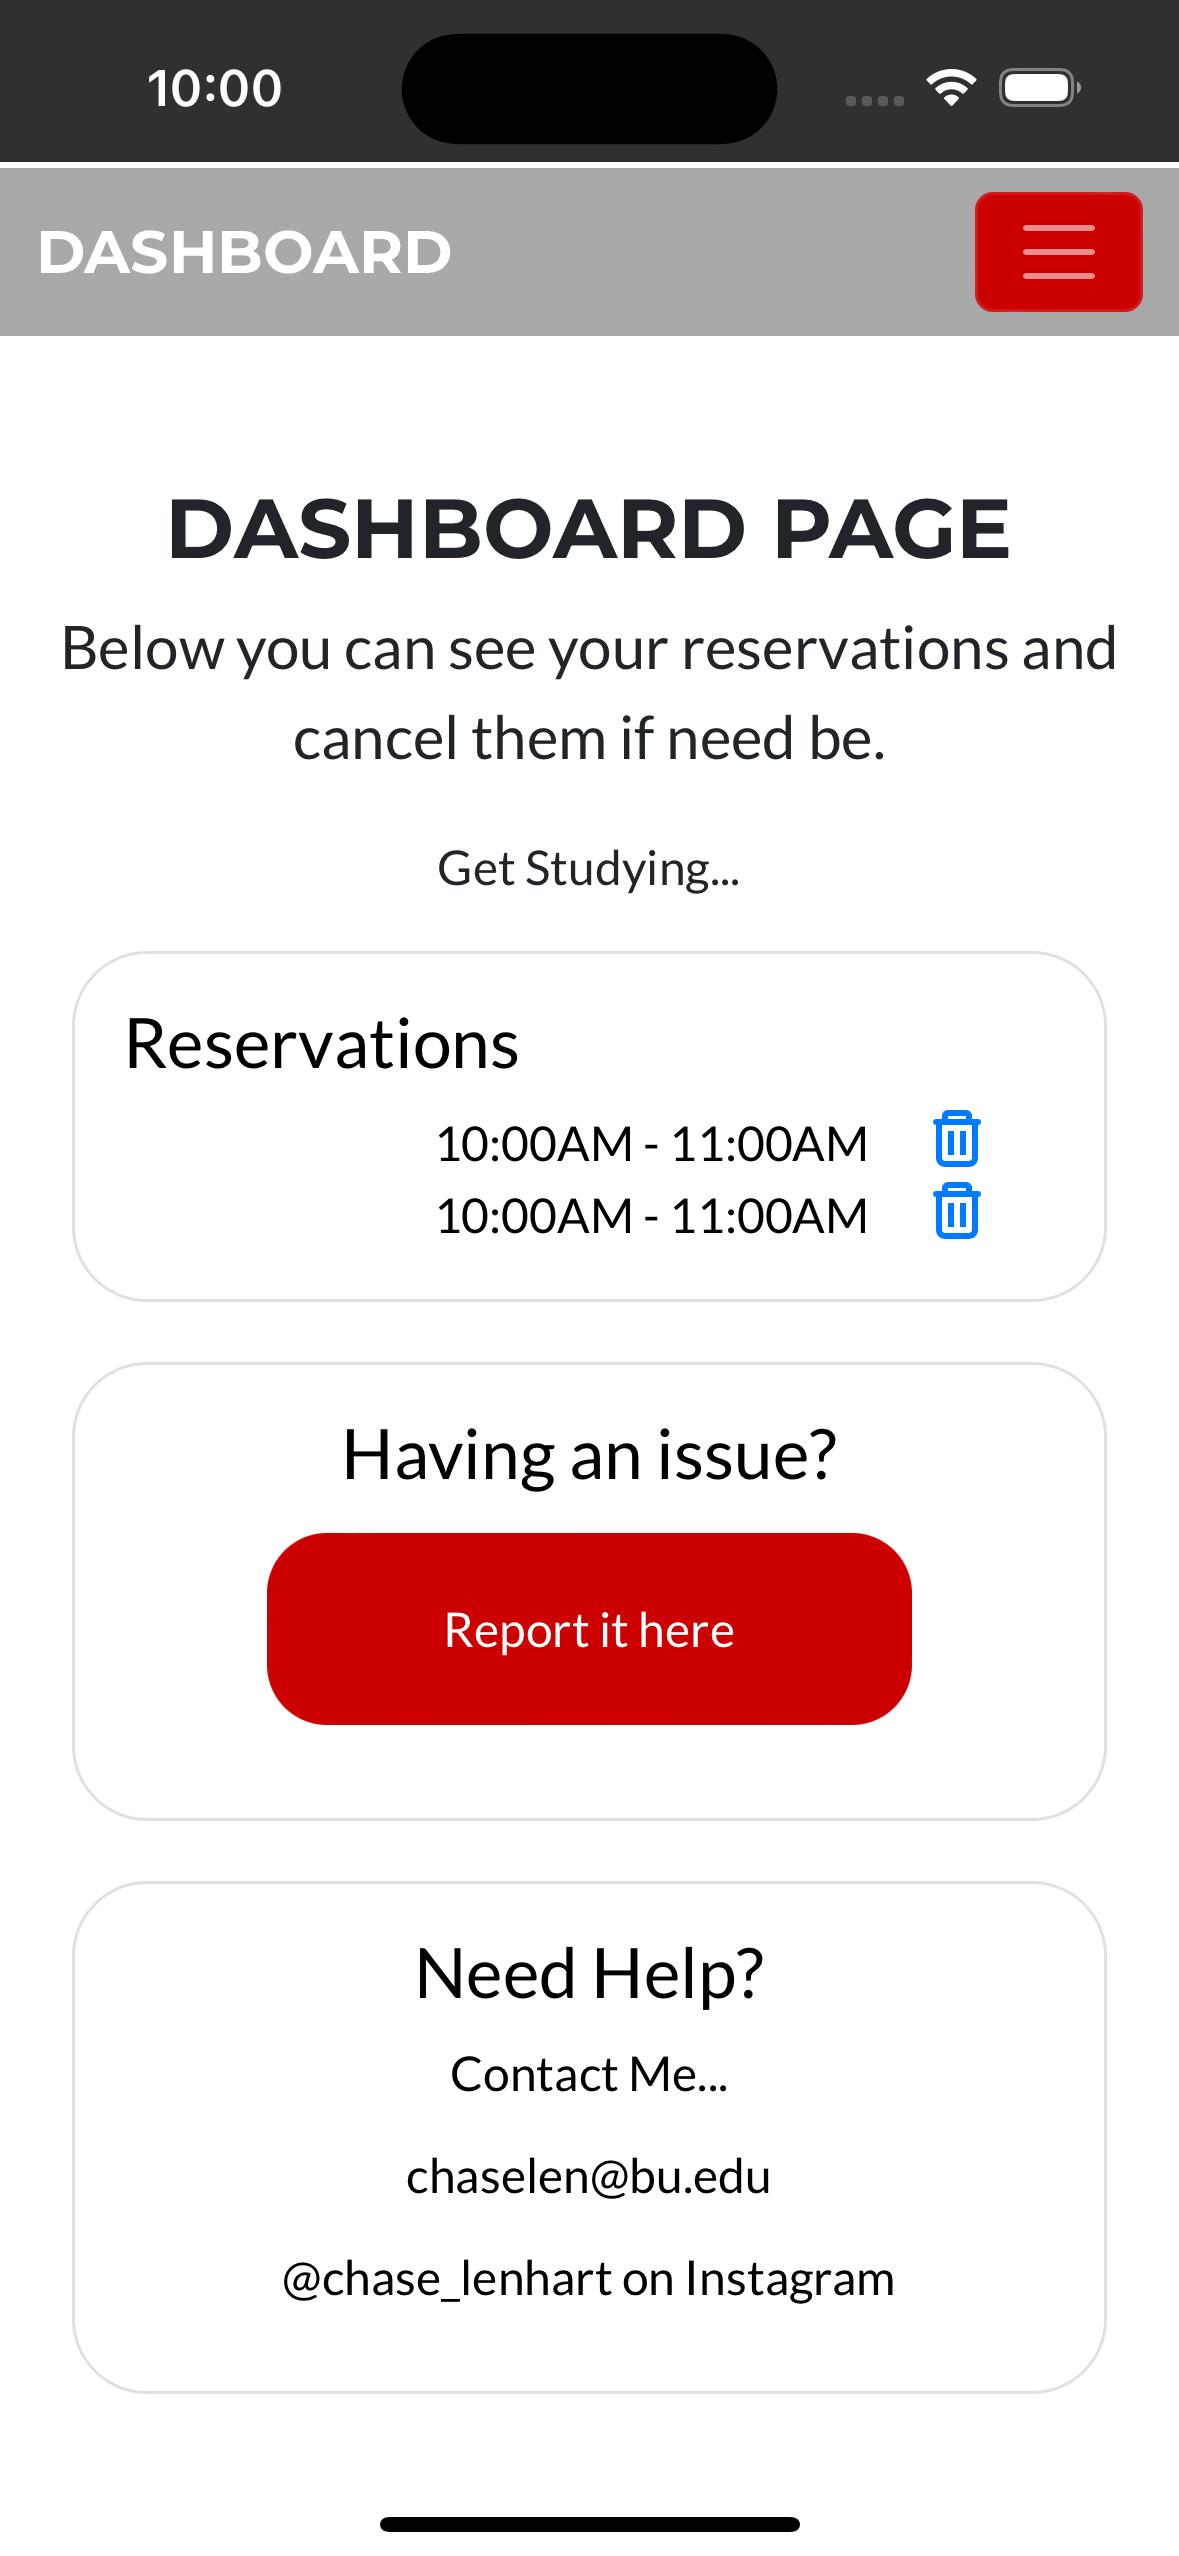 10:00
DASHBOARD
DASHBOARD PAGE
Below you can see your reservations and
cancel them if need be.
Get Studying...
Reservations
10:00AM - 11:00AM
10:00AM - 11:00AM
Having an issue?
Report it here
Need Help?
Contact Me...
chaselen@bu.edu
@chase_lenhart on Instagram